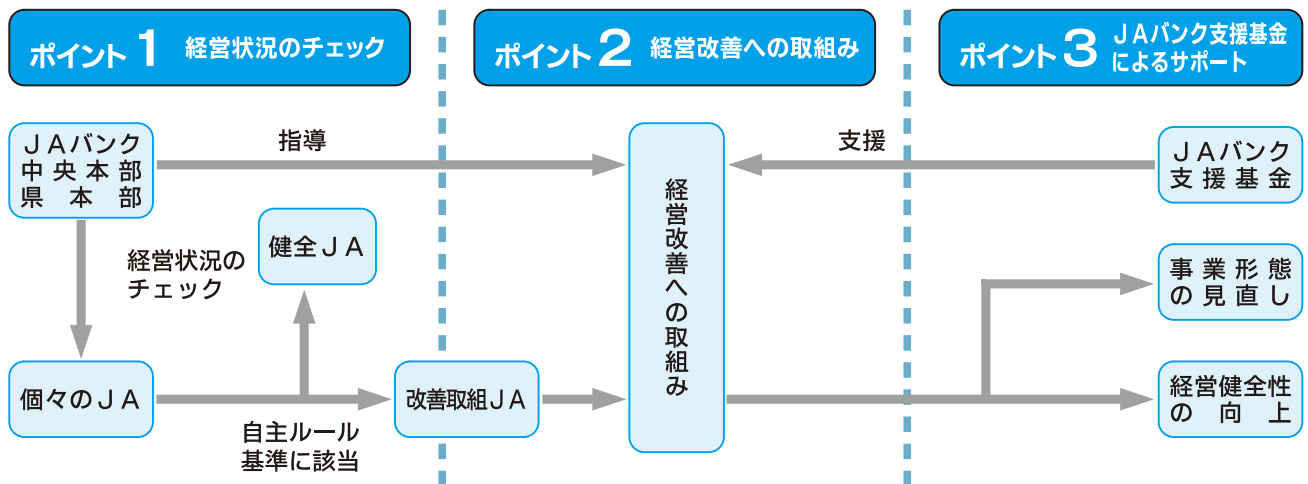 ポイント1 経営状況のチェック
ポイント2 経営改善への取組み
ポイント3 ＪＡバンク支援基金
によるサポート
ＪＡバンク
中央本部
県本部
指導
経営状況の
チェック
健全ＪＡ
個々のＪＡ
自主ルール
基準に該当
改善取組ＪＡ
経営改善への取組み
支援
ＪＡバンク
支援基金
事業形態
の見直し
経営健全性
の向上